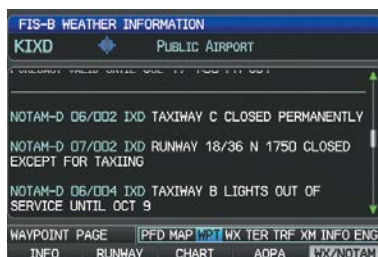 FIS-B WEATHER INFORMATION
KIXD PUBLIC AIRPORT
NOTAM-D 06/002 IXD TAXIWAY C CLOSED PERMANENTLY
NOTAM-D 07/002 IXD RUNWAY 18/36 N 1750 CLOSED
EXCEPT FOR TAXIING
NOTAM-D 06/004 IXD TAXIWAY B LIGHTS OUT OF
SERVICE UNTIL OCT 9
WAYPOINT PAGE PFD MAP WPT WX TER TRF XM INFO ENG
INFO RUNWAY CHART AOPA WX/NOTAM